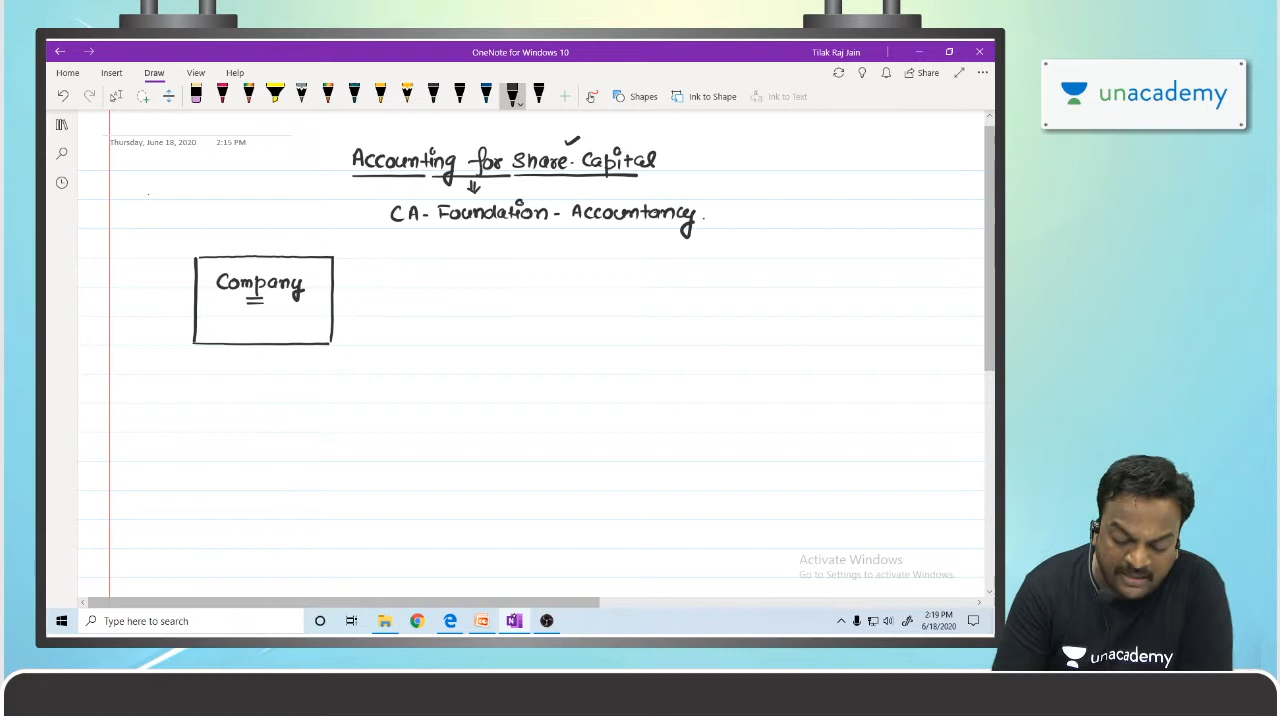 OneNote for Windows 10
Tilak Raj Jain
Home Insert Draw View Help
Share
Shapes Ink to Shape Ink to Text
Thursday, June 18, 2020 2:15 PM
Accounting for Share-Capital
CA-Foundation-Accountancy.
Company
Activate Windows
Go to Settings to activate Windows.
Type here to search
2:19 PM
6/18/2020
unacademy
unacademy